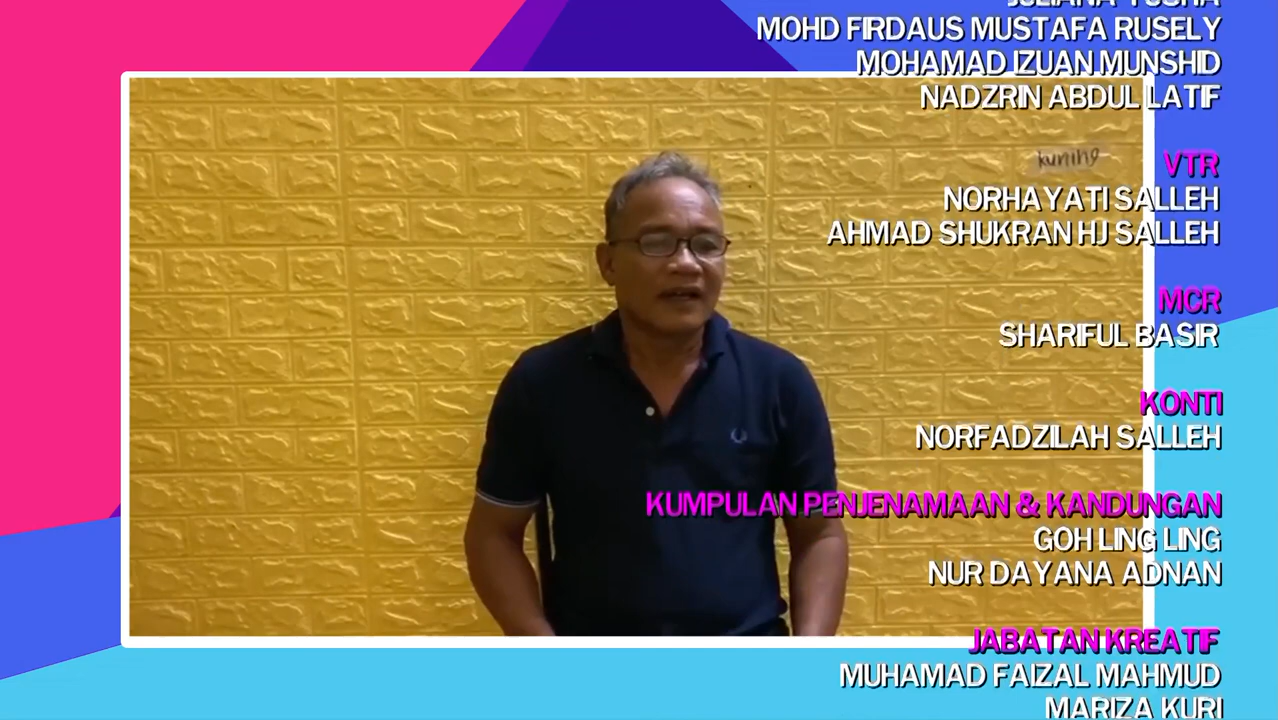 JULIANA YUSHA
MOHD FIRDAUS MUSTAFA RUSELY
MOHAMAD IZUAN MUNSHID
NADZRIN ABDUL LATIF
kuning
VTR
NORHAYATI SALLEH
AHMAD SHUKRAN HJ SALLEH
MCR
SHARIFUL BASIR
KONTI
NORFADZILAH SALLEH
KUMPULAN PENJENAMAAN & KANDUNGAN
GOH LING LING
NUR DAYANA ADNAN
JABATAN KREATIF
MUHAMAD FAIZAL MAHMUD
MARIZA KURI